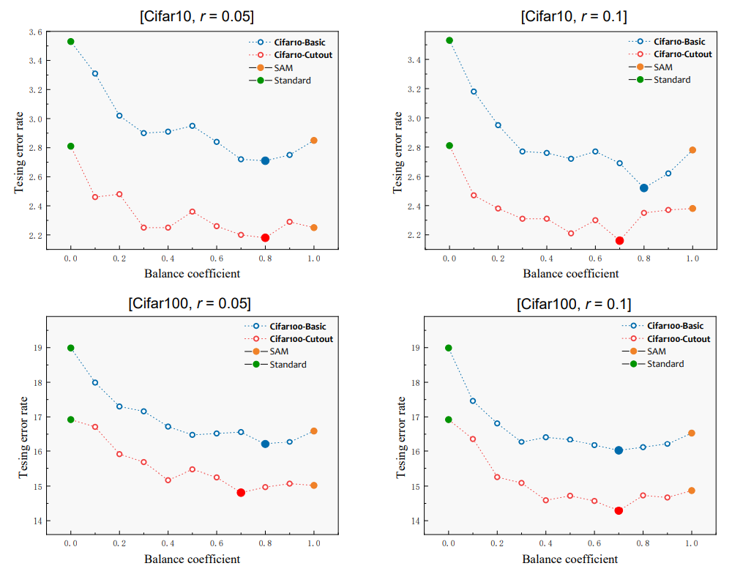 [Cifar10, r = 0.05]
3.6
3.4
3.2
3.0
2.8
2.6
2.4
2.2
Tesing error rate
Cifar10-Basic
Cifar10-Cutout
SAM
Standard
0.0 0.2 0.4 0.6 0.8 1.0
Balance coefficient
[Cifar10, r = 0.1]
3.4
3.2
3.0
2.8
2.6
2.4
2.2
Tesing error rate
Cifar10-Basic
Cifar10-Cutout
SAM
Standard
0.0 0.2 0.4 0.6 0.8 1.0
Balance coefficient
[Cifar100, r = 0.05]
19
18
17
16
15
14
Tesing error rate
Cifar100-Basic
Cifar100-Cutout
SAM
Standard
0.0 0.2 0.4 0.6 0.8 1.0
Balance coefficient
[Cifar100, r = 0.1]
19
18
17
16
15
14
Tesing error rate
Cifar100-Basic
Cifar100-Cutout
SAM
Standard
0.0 0.2 0.4 0.6 0.8 1.0
Balance coefficient